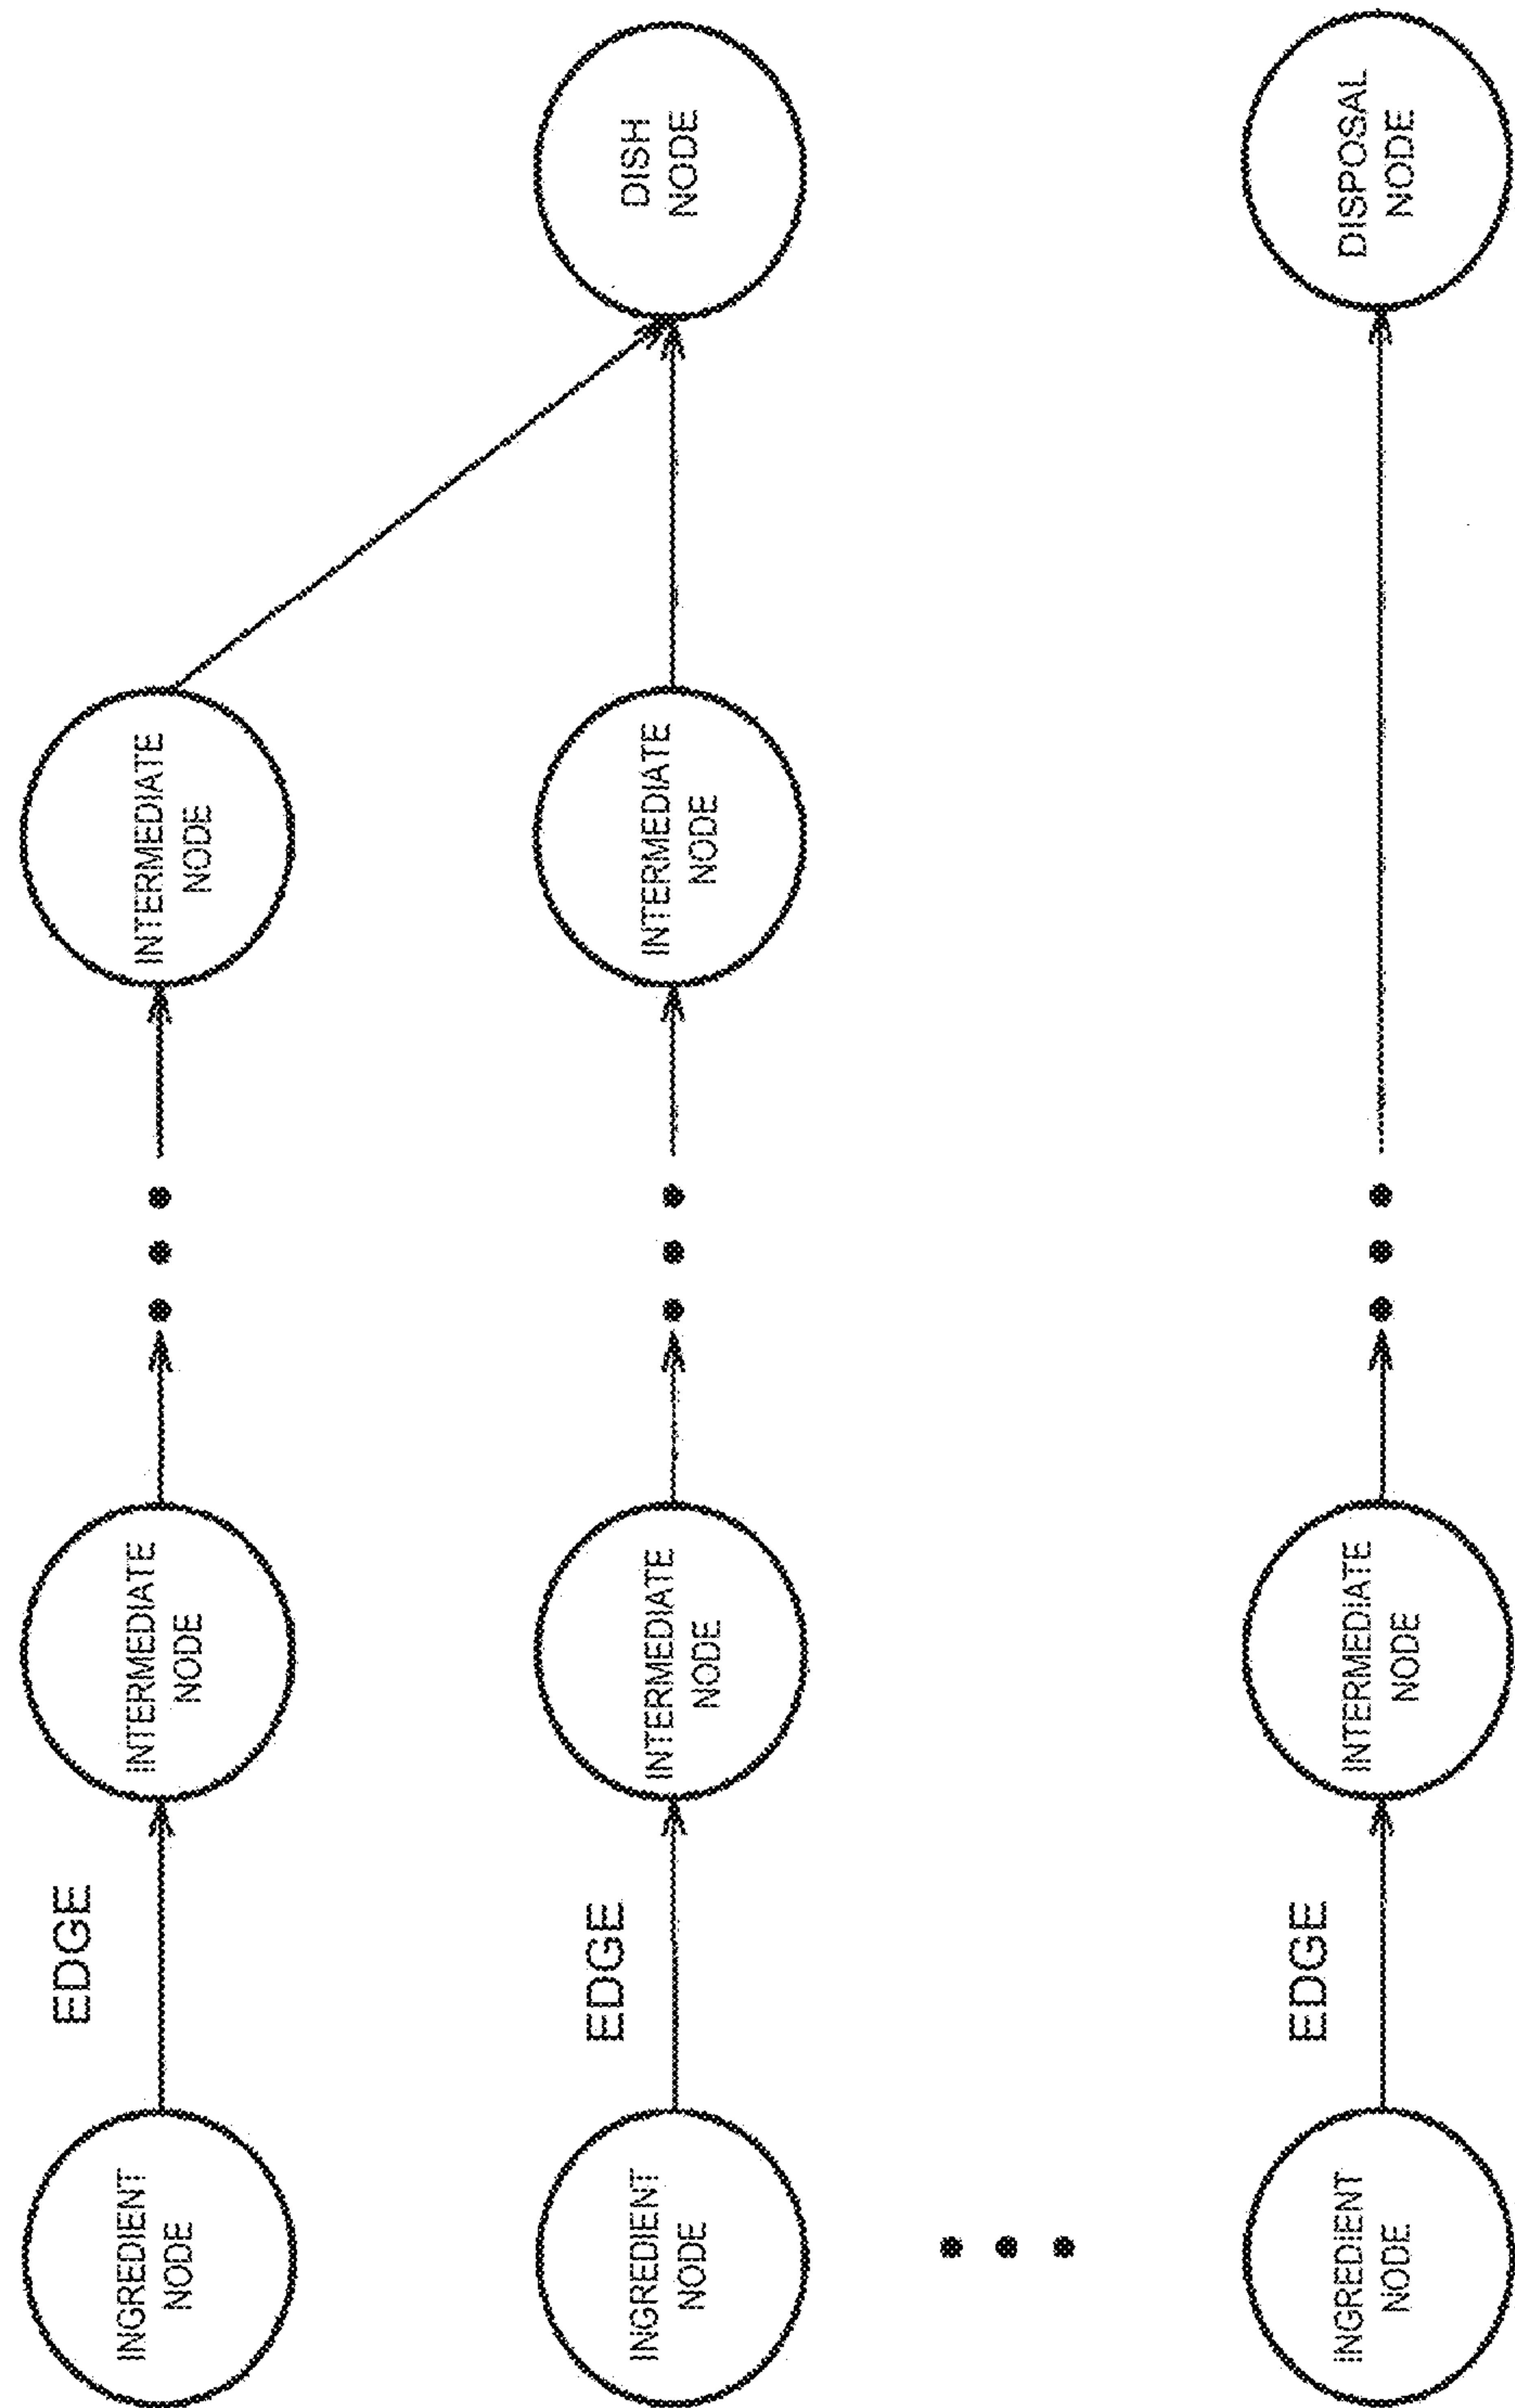 INGREDIENT
NODE
EDGE
INTERMEDIATE
NODE
INTERMEDIATE
NODE
INGREDIENT
NODE
EDGE
INTERMEDIATE
NODE
INTERMEDIATE
NODE
DISH
NODE
INGREDIENT
NODE
EDGE
INTERMEDIATE
NODE
DISPOSAL
NODE